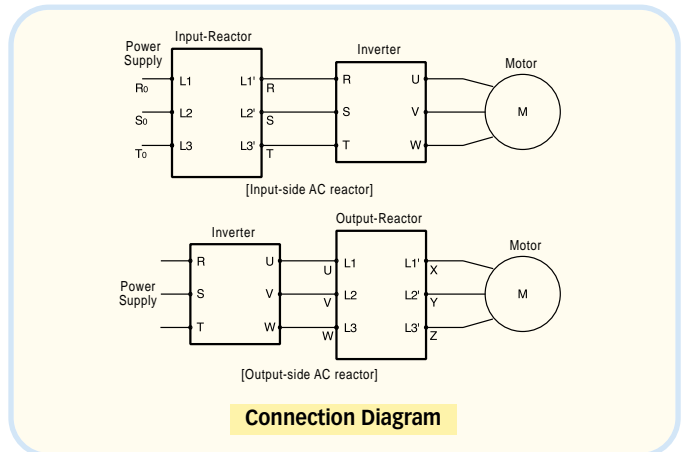 Input-Reactor
Power
Supply
Inverter
Motor
L1 L1' R U
R0 R
L2 L2' S V M
S0 S
L3 L3' T W
T0 T
[Input-side AC reactor]
Output-Reactor
Inverter
Motor
R U L1 L1'
U X
Power
Supply
S V L2 L2' M
V Y
T W L3 L3'
W Z
[Output-side AC reactor]
Connection Diagram